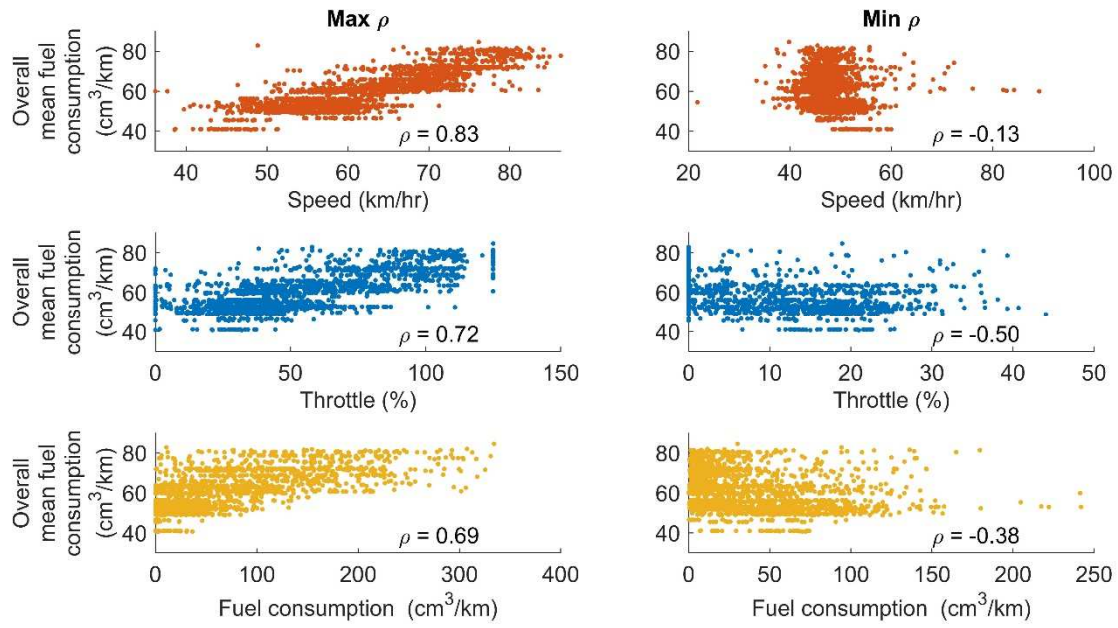 Max ρ
Min ρ
Overall
mean fuel
consumption
(cm³/km)
80
60
40
ρ = 0.83
40 50 60 70 80
Speed (km/hr)
80
60
40
ρ = -0.13
20 40 60 80 100
Speed (km/hr)
Overall
mean fuel
consumption
(cm³/km)
80
60
40
ρ = 0.72
0 50 100 150
Throttle (%)
80
60
40
ρ = -0.50
0 10 20 30 40 50
Throttle (%)
Overall
mean fuel
consumption
(cm³/km)
80
60
40
ρ = 0.69
0 100 200 300 400
Fuel consumption (cm³/km)
80
60
40
ρ = -0.38
0 50 100 150 200 250
Fuel consumption (cm³/km)